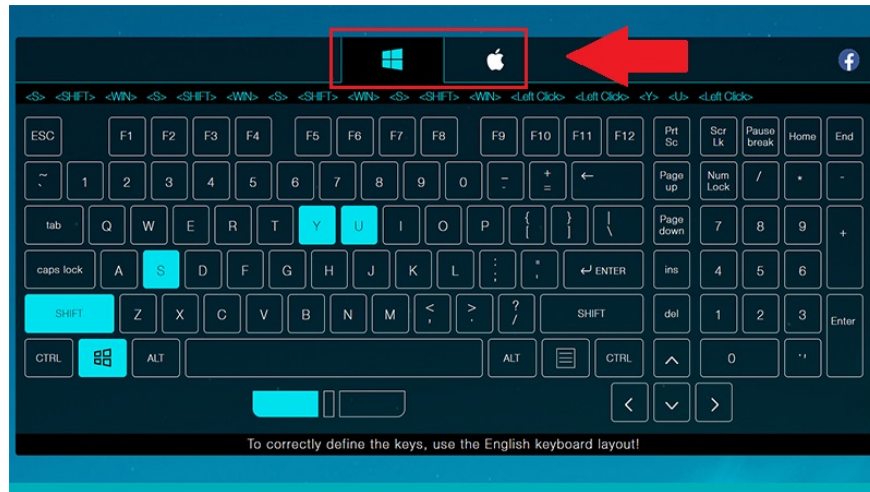 <S> <SHIFT> <WIN> <S> <SHIFT> <WIN> <S> <SHIFT> <WIN> <S> <SHIFT> <WIN> <Left Click> <Left Click> <Y> <U> <Left Click>
ESC F1 F2 F3 F4 F5 F6 F7 F8 F9 F10 F11 F12 Prt Sc Scr Lk Pause break Home End
~ ` 1 2 3 4 5 6 7 8 9 0 _ - + = ← Page up Num Lock / * -
tab Q W E R T Y U I O P { [ } ] | \ Page down 7 8 9 +
caps lock A S D F G H J K L : ; " ' ↵ ENTER ins 4 5 6
SHIFT Z X C V B N M < , > . ? / SHIFT del 1 2 3 Enter
CTRL ALT ALT CTRL 0
To correctly define the keys, use the English keyboard layout!